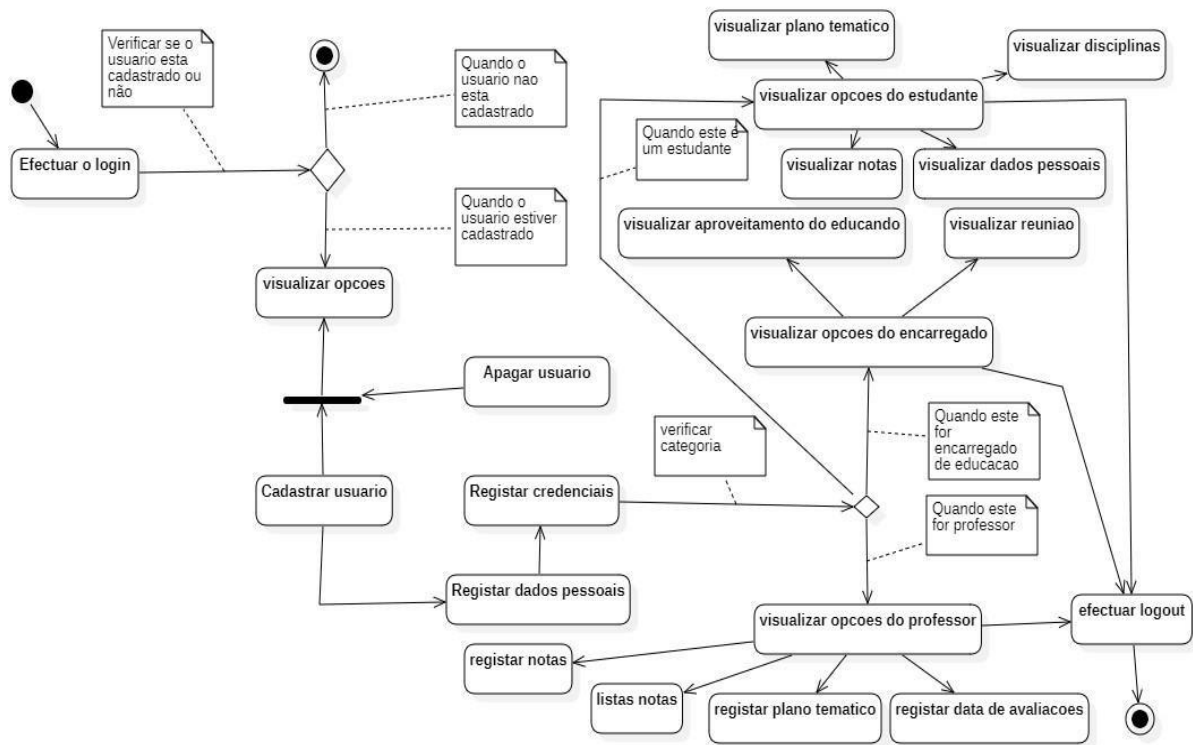 Verificar se o
usuario esta
cadastrado ou
não
Quando o
usuario nao
esta
cadastrado
visualizar plano tematico
visualizar disciplinas
visualizar opcoes do estudante
Efectuar o login
Quando este é
um estudante
visualizar notas
visualizar dados pessoais
Quando o
usuario estiver
cadastrado
visualizar aproveitamento do educando
visualizar reuniao
visualizar opcoes
visualizar opcoes do encarregado
Apagar usuario
verificar
categoria
Quando este
for
encarregado
de educacao
Cadastrar usuario
Registar credenciais
Quando este
for professor
Registar dados pessoais
visualizar opcoes do professor
efectuar logout
registar notas
listas notas
registar plano tematico
registar data de avaliacoes